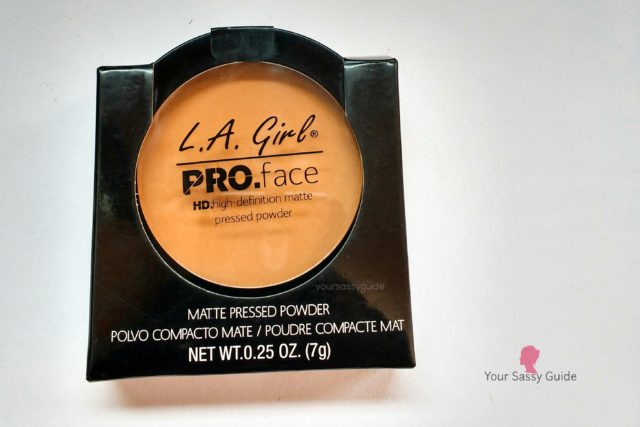 L.A. Girl®
PRO.face
HD.high-definition matte
pressed powder
yoursassyguide
MATTE PRESSED POWDER
POLVO COMPACTO MATE / POUDRE COMPACTE MAT
NET WT.0.25 OZ. (7g)
Your Sassy Guide